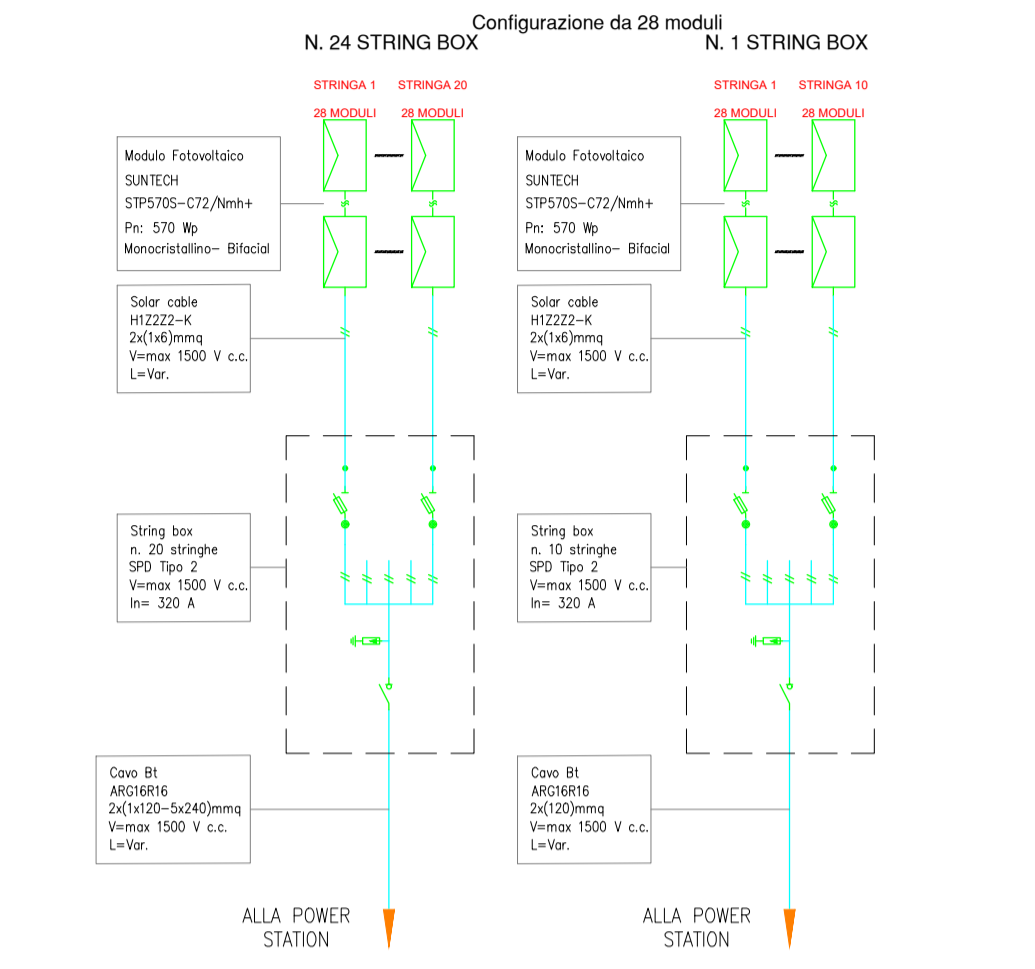 Configurazione da 28 moduli
N. 24 STRING BOX
N. 1 STRING BOX
STRINGA 1
STRINGA 20
28 MODULI
28 MODULI
STRINGA 1
STRINGA 10
28 MODULI
28 MODULI
Modulo Fotovoltaico
SUNTECH
STP570S-C72/Nmh+
Pn: 570 Wp
Monocristallino- Bifacial
Modulo Fotovoltaico
SUNTECH
STP570S-C72/Nmh+
Pn: 570 Wp
Monocristallino- Bifacial
Solar cable
H1Z2Z2-K
2x(1x6)mmq
V=max 1500 V c.c.
L=Var.
Solar cable
H1Z2Z2-K
2x(1x6)mmq
V=max 1500 V c.c.
L=Var.
String box
n. 20 stringhe
SPD Tipo 2
V=max 1500 V c.c.
In= 320 A
String box
n. 10 stringhe
SPD Tipo 2
V=max 1500 V c.c.
In= 320 A
Cavo Bt
ARG16R16
2x(1x120-5x240)mmq
V=max 1500 V c.c.
L=Var.
Cavo Bt
ARG16R16
2x(120)mmq
V=max 1500 V c.c.
L=Var.
ALLA POWER
STATION
ALLA POWER
STATION